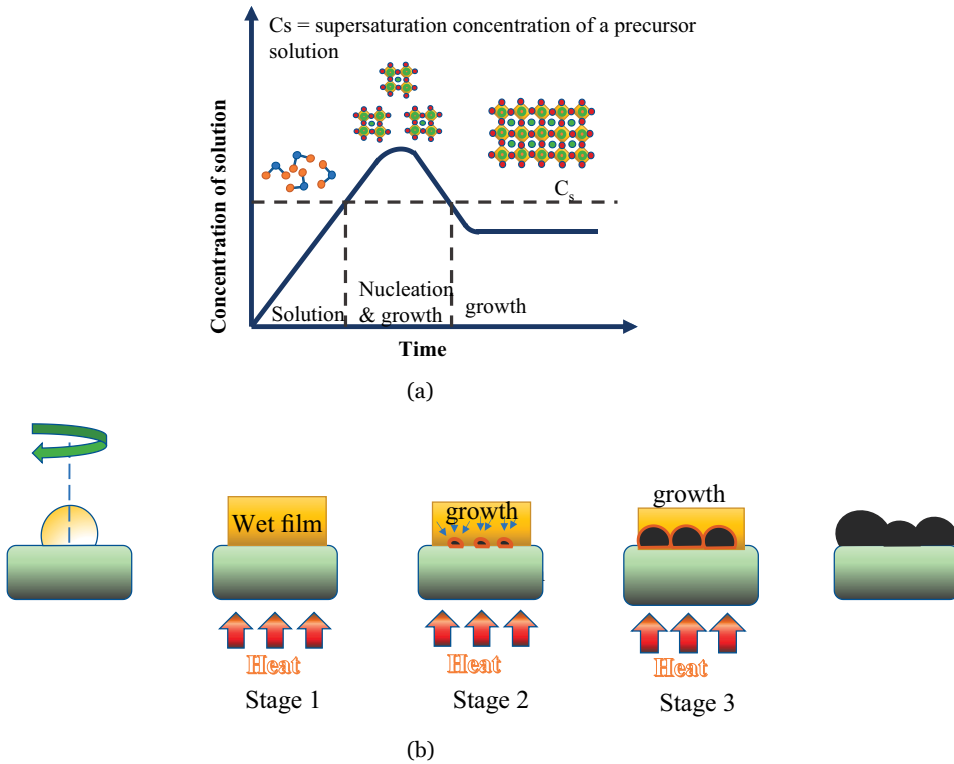 Cs = supersaturation concentration of a precursor
solution
Cs
Concentration of solution
Solution
Nucleation
& growth
growth
Time
(a)
Wet film
growth
growth
Heat
Heat
Heat
Stage 1
Stage 2
Stage 3
(b)